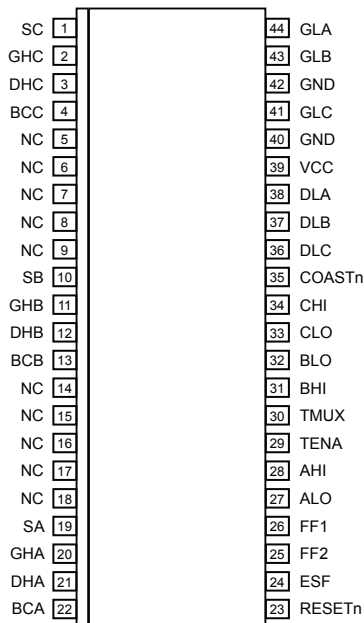 SC 1 44 GLA
GHC 2 43 GLB
DHC 3 42 GND
BCC 4 41 GLC
NC 5 40 GND
NC 6 39 VCC
NC 7 38 DLA
NC 8 37 DLB
NC 9 36 DLC
SB 10 35 COASTn
GHB 11 34 CHI
DHB 12 33 CLO
BCB 13 32 BLO
NC 14 31 BHI
NC 15 30 TMUX
NC 16 29 TENA
NC 17 28 AHI
NC 18 27 ALO
SA 19 26 FF1
GHA 20 25 FF2
DHA 21 24 ESF
BCA 22 23 RESETn